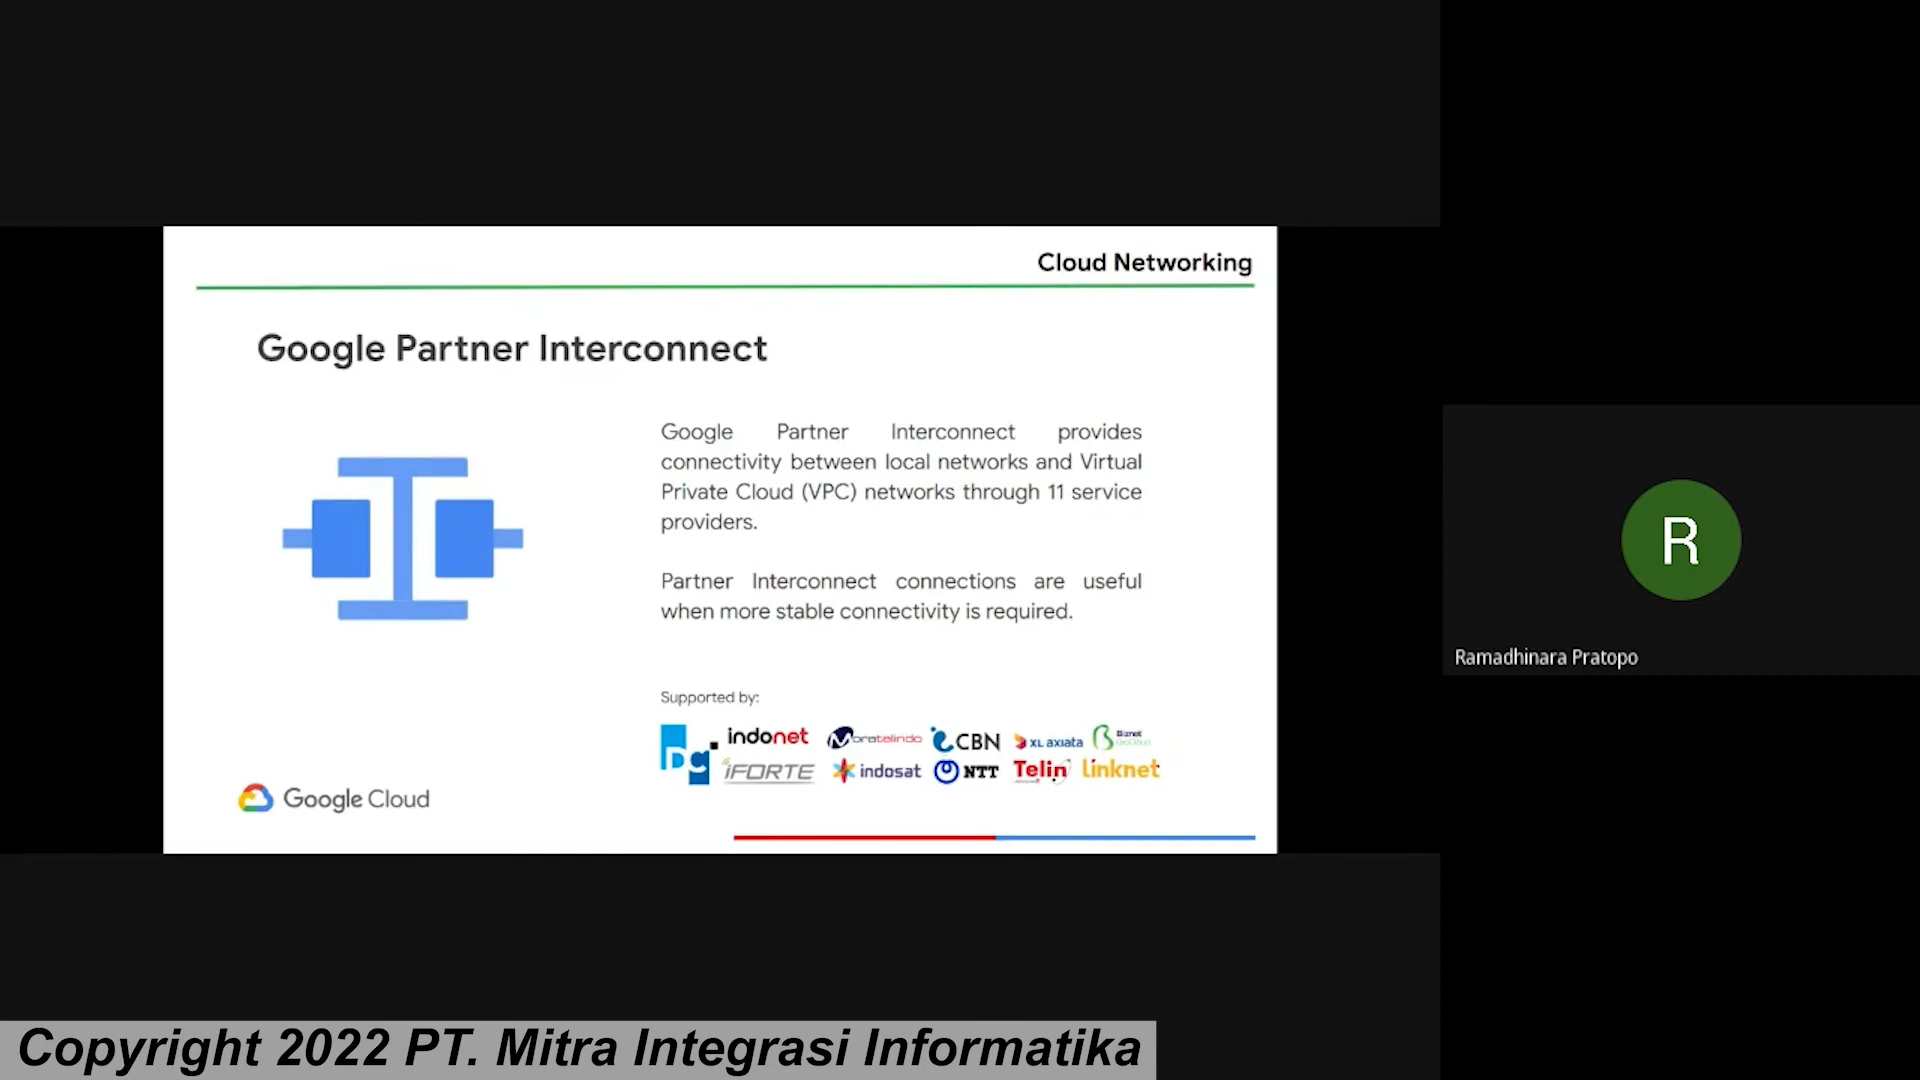 Cloud Networking
Google Partner Interconnect
Google Partner Interconnect provides
connectivity between local networks and Virtual
Private Cloud (VPC) networks through 11 service
providers.
Partner Interconnect connections are useful
when more stable connectivity is required.
Supported by:
indonet Moratelindo CBN XL axiata Biznet GioCloud
iFORTE indosat NTT Telin linknet
Google Cloud
R
Ramadhinara Pratopo
Copyright 2022 PT. Mitra Integrasi Informatika